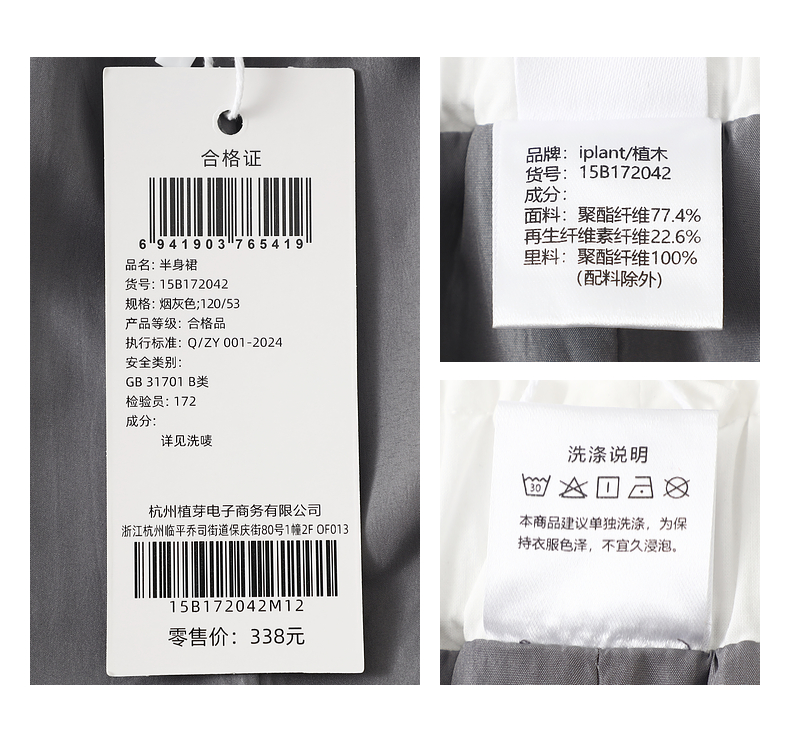 合格证
6 941903 765419
品名: 半身裙
货号: 15B172042
规格: 烟灰色;120/53
产品等级: 合格品
执行标准: Q/ZY 001-2024
安全类别:
GB 31701 B类
检验员: 172
成分:
详见洗唛
杭州植芽电子商务有限公司
浙江杭州临平乔司街道保庆街80号1幢2F OF013
15B172042M12
零售价: 338元
品牌: iplant/植木
货号: 15B172042
成分:
面料: 聚酯纤维77.4%
再生纤维素纤维22.6%
里料: 聚酯纤维100%
(配料除外)
洗涤说明
30
本商品建议单独洗涤，为保
持衣服色泽，不宜久浸泡。